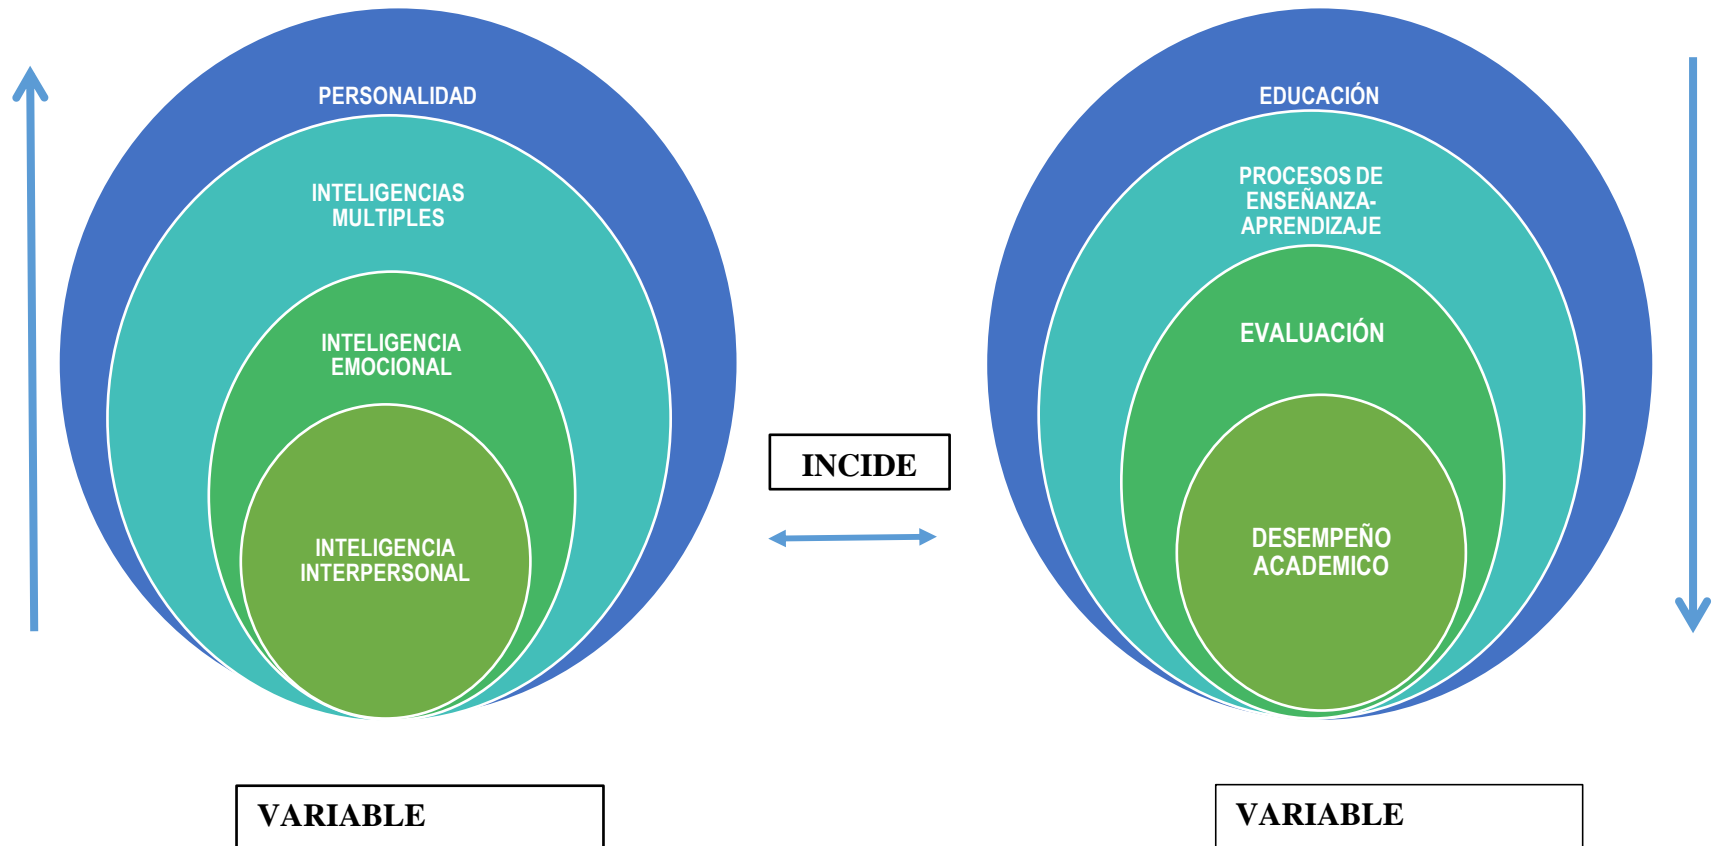 PERSONALIDAD
INTELIGENCIAS
MULTIPLES
INTELIGENCIA
EMOCIONAL
INTELIGENCIA
INTERPERSONAL
INCIDE
EDUCACIÓN
PROCESOS DE
ENSEÑANZA-
APRENDIZAJE
EVALUACIÓN
DESEMPEÑO
ACADEMICO
VARIABLE
VARIABLE